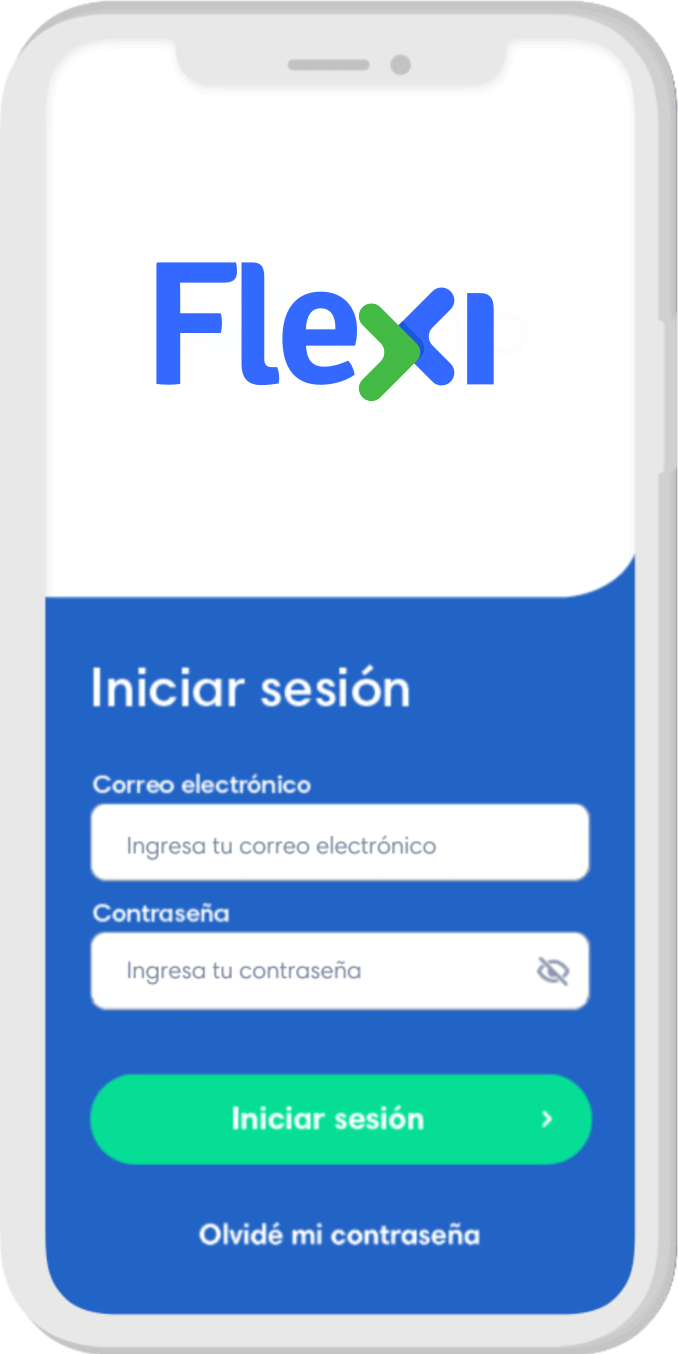 Flexi
Iniciar sesión
Correo electrónico
Ingresa tu correo electrónico
Contraseña
Ingresa tu contraseña
Iniciar sesión
Olvidé mi contraseña